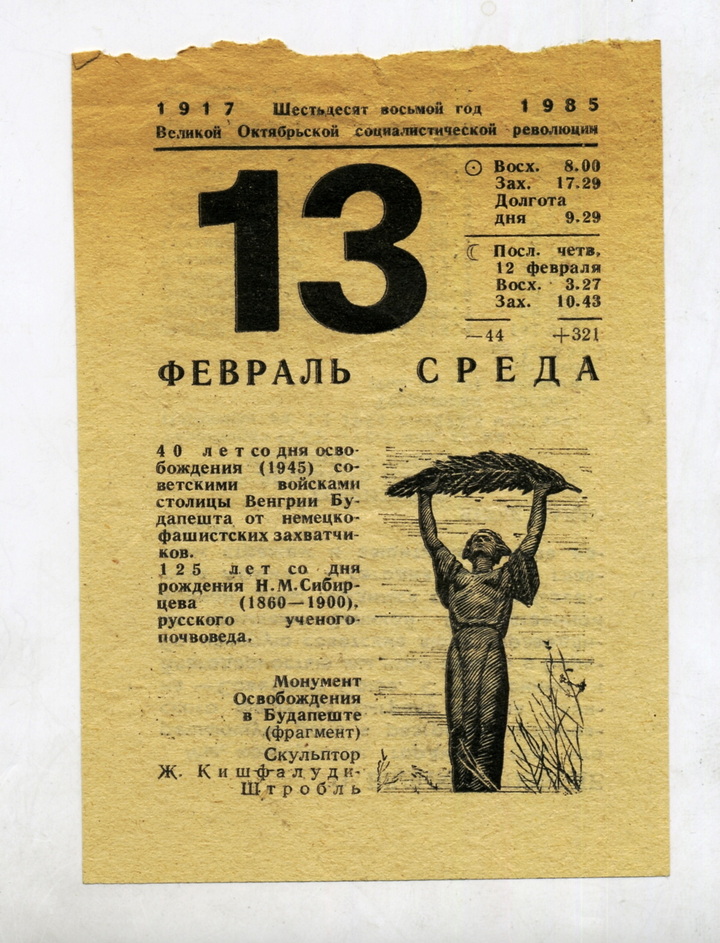 1917 Шестьдесят восьмой год 1985
Великой Октябрьской социалистической революции
13
Восх. 8.00
Зах. 17.29
Долгота
дня 9.29
Посл. четв.
12 февраля
Восх. 3.27
Зах. 10.43
—44 +321
ФЕВРАЛЬ СРЕДА
40 лет со дня осво-
бождения (1945) со-
ветскими войсками
столицы Венгрии Бу-
дапешта от немецко-
фашистских захватчи-
ков.
125 лет со дня
рождения Н.М.Сибир-
цева (1860—1900),
русского ученого-
почвоведа.
Монумент
Освобождения
в Будапеште
(фрагмент)
Скульптор
Ж. Кишфалуди-
Штробль